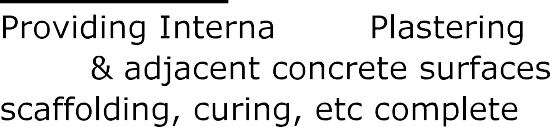 Providing Interna Plastering
& adjacent concrete surfaces
scaffolding, curing, etc complete